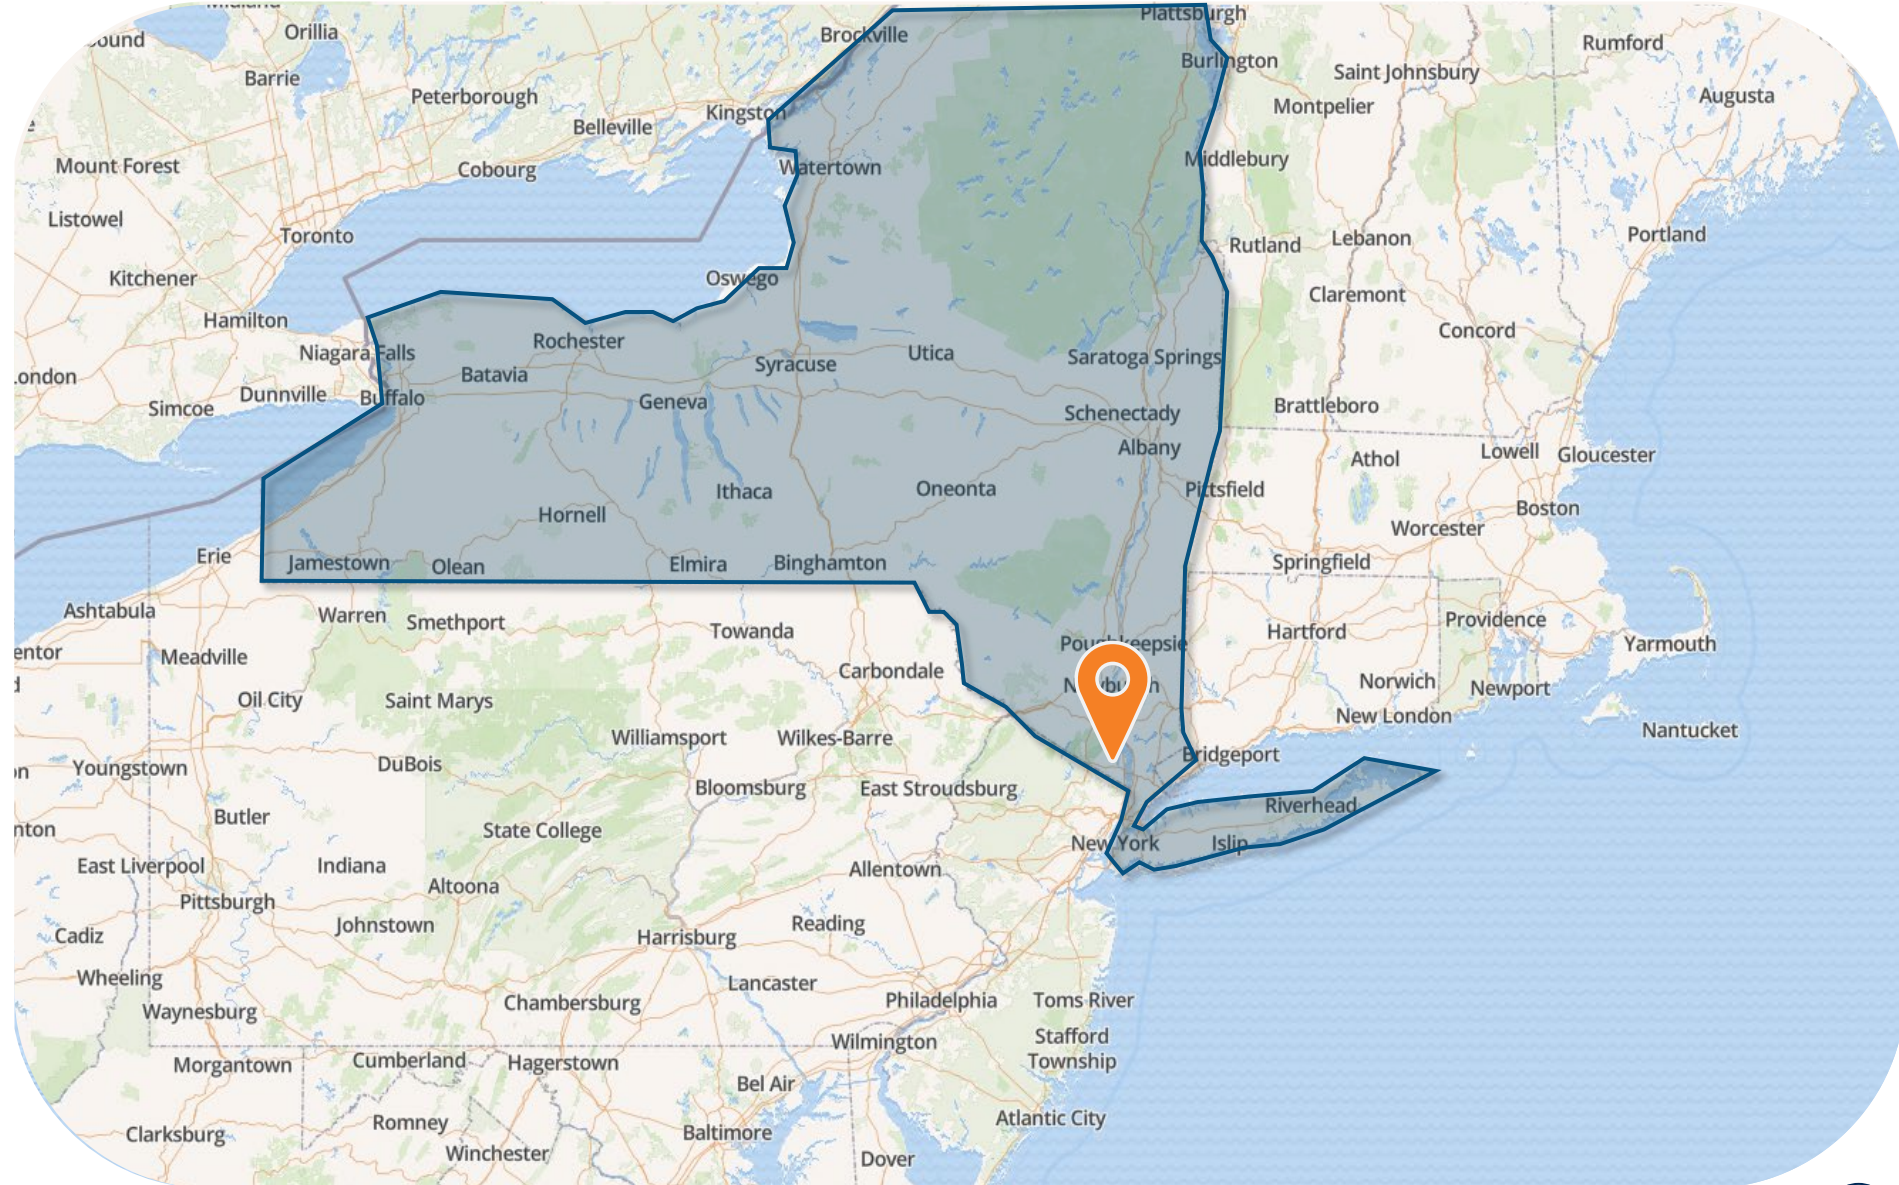 Midland
Orillia
Brockville
Plattsburgh
Rumford
Barrie
Burlington
Saint Johnsbury
Peterborough
Augusta
Kingston
Montpelier
Belleville
Mount Forest
Cobourg
Watertown
Middlebury
Listowel
Toronto
Rutland
Lebanon
Portland
Kitchener
Oswego
Claremont
Hamilton
Concord
Niagara Falls
Rochester
Syracuse
Utica
Saratoga Springs
Batavia
Dunnville
Buffalo
Geneva
Brattleboro
Simcoe
Schenectady
Albany
Athol
Lowell
Gloucester
Ithaca
Oneonta
Pittsfield
Boston
Hornell
Worcester
Erie
Jamestown
Olean
Elmira
Binghamton
Springfield
Ashtabula
Warren
Smethport
Towanda
Poughkeepsie
Hartford
Providence
Yarmouth
Meadville
Carbondale
Newburgh
Norwich
Newport
Oil City
Saint Marys
New London
Nantucket
Williamsport
Wilkes-Barre
Bridgeport
Youngstown
DuBois
Bloomsburg
East Stroudsburg
Riverhead
Butler
State College
New York
Islip
East Liverpool
Indiana
Altoona
Allentown
Pittsburgh
Johnstown
Reading
Cadiz
Harrisburg
Wheeling
Lancaster
Waynesburg
Chambersburg
Philadelphia
Toms River
Wilmington
Stafford
Township
Morgantown
Cumberland
Hagerstown
Bel Air
Clarksburg
Romney
Baltimore
Atlantic City
Winchester
Dover